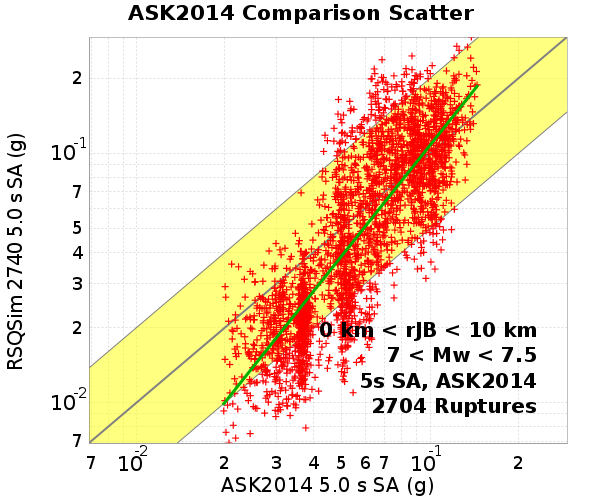 ASK2014 Comparison Scatter
RSQSim 2740 5.0 s SA (g)
2
10-1
7
5
4
3
2
10-2
7
0 km < rJB < 10 km
7 < Mw < 7.5
5s SA, ASK2014
2704 Ruptures
7 10-2 2 3 4 5 6 7 10-1 2
ASK2014 5.0 s SA (g)